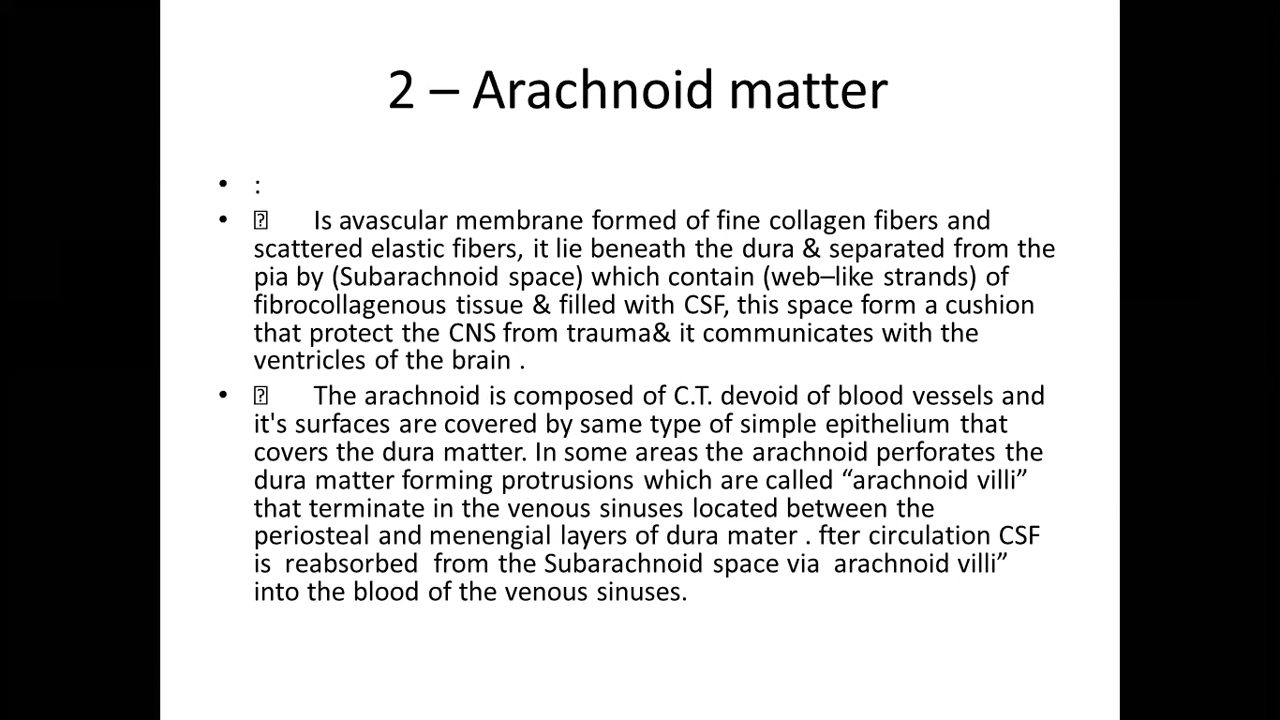 2 – Arachnoid matter
• :
• ⍰ Is avascular membrane formed of fine collagen fibers and
scattered elastic fibers, it lie beneath the dura & separated from the
pia by (Subarachnoid space) which contain (web–like strands) of
fibrocollagenous tissue & filled with CSF, this space form a cushion
that protect the CNS from trauma& it communicates with the
ventricles of the brain .
• ⍰ The arachnoid is composed of C.T. devoid of blood vessels and
it's surfaces are covered by same type of simple epithelium that
covers the dura matter. In some areas the arachnoid perforates the
dura matter forming protrusions which are called “arachnoid villi”
that terminate in the venous sinuses located between the
periosteal and menengial layers of dura mater . fter circulation CSF
is reabsorbed from the Subarachnoid space via arachnoid villi”
into the blood of the venous sinuses.